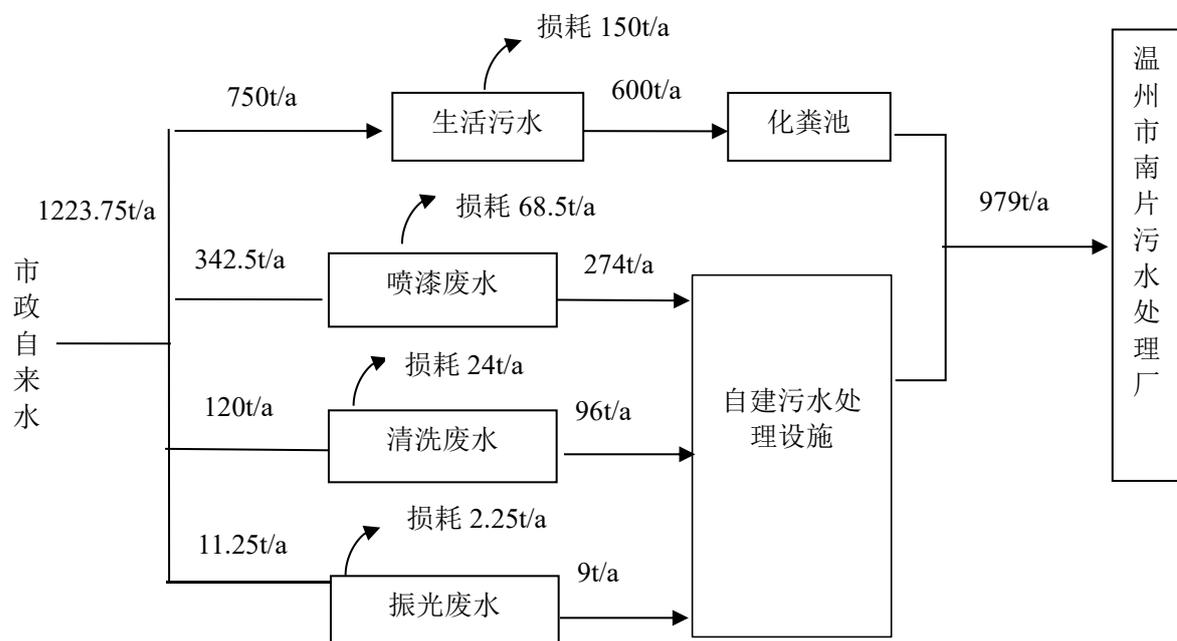 损耗 150t/a
750t/a
生活污水
600t/a
化粪池
1223.75t/a
损耗 68.5t/a
342.5t/a
喷漆废水
274t/a
979t/a
市政自来水
损耗 24t/a
120t/a
清洗废水
96t/a
自建污水处
理设施
损耗 2.25t/a
11.25t/a
振光废水
9t/a
温州市南片污水处理厂